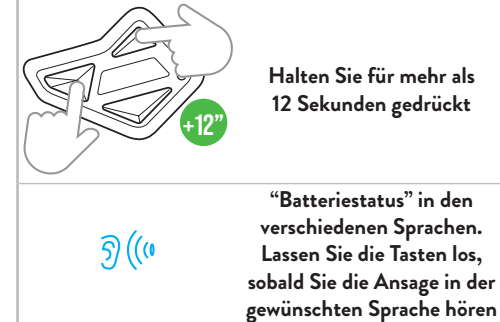 +12”
Halten Sie für mehr als
12 Sekunden gedrückt
“Batteriestatus” in den
verschiedenen Sprachen.
Lassen Sie die Tasten los,
sobald Sie die Ansage in der
gewünschten Sprache hören